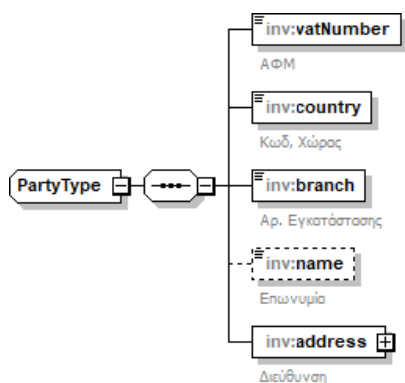 inv:vatNumber
ΑΦΜ
inv:country
Κωδ, Χώρας
PartyType
inv:branch
Αρ. Εγκατάστασης
inv:name
Επωνυμία
inv:address
Διεύθυνση